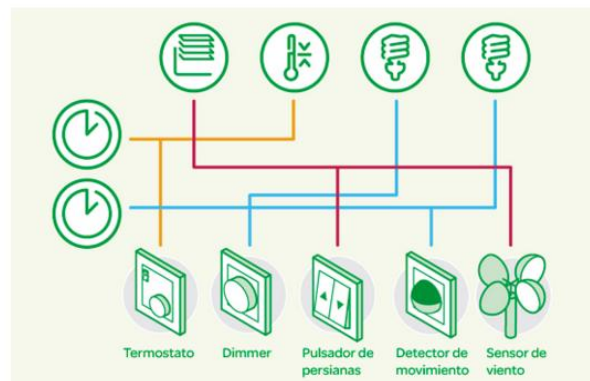 Termostato
Dimmer
Pulsador de
persianas
Detector de
movimiento
Sensor de
viento